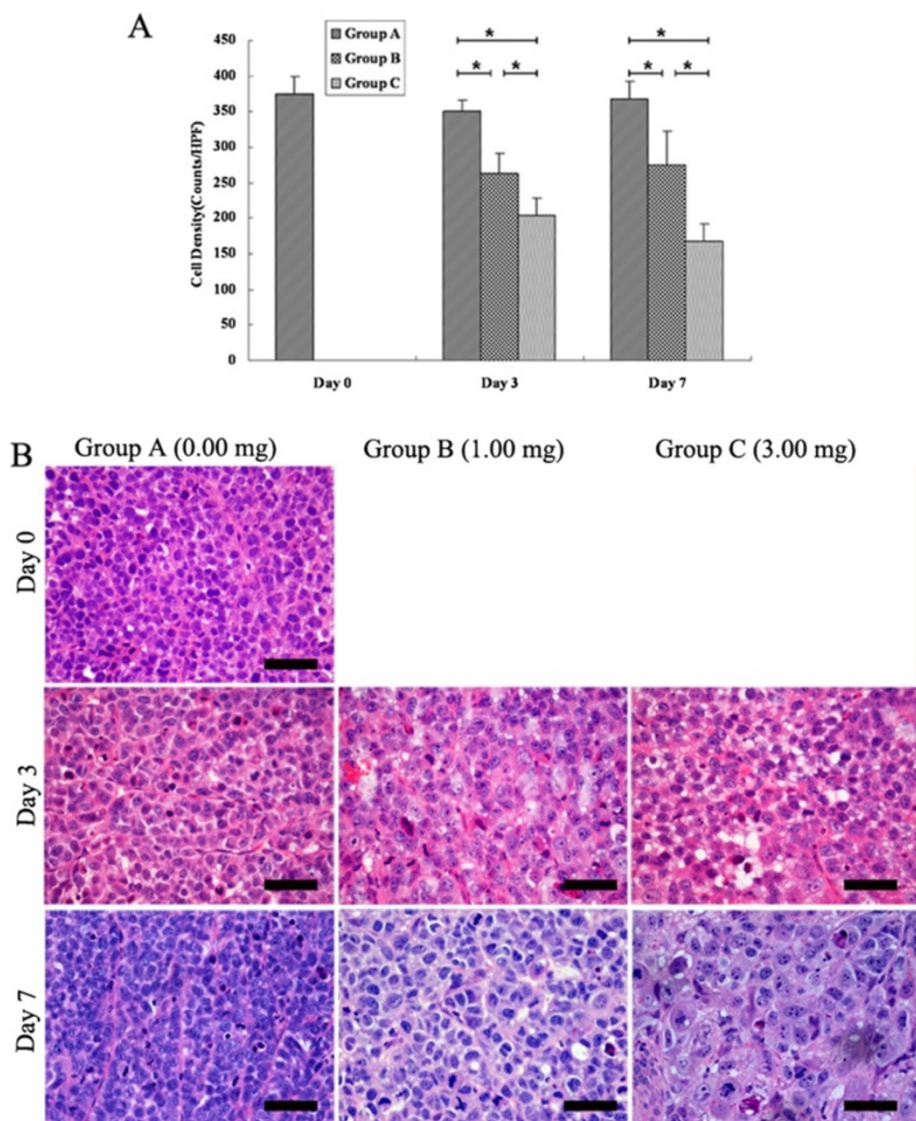 A
450
400
350
300
250
200
150
100
50
0
Cell Density(Counts/HPF)
Group A
Group B
Group C
*
* *
*
* *
Day 0 Day 3 Day 7
B
Group A (0.00 mg) Group B (1.00 mg) Group C (3.00 mg)
Day 0
Day 3
Day 7